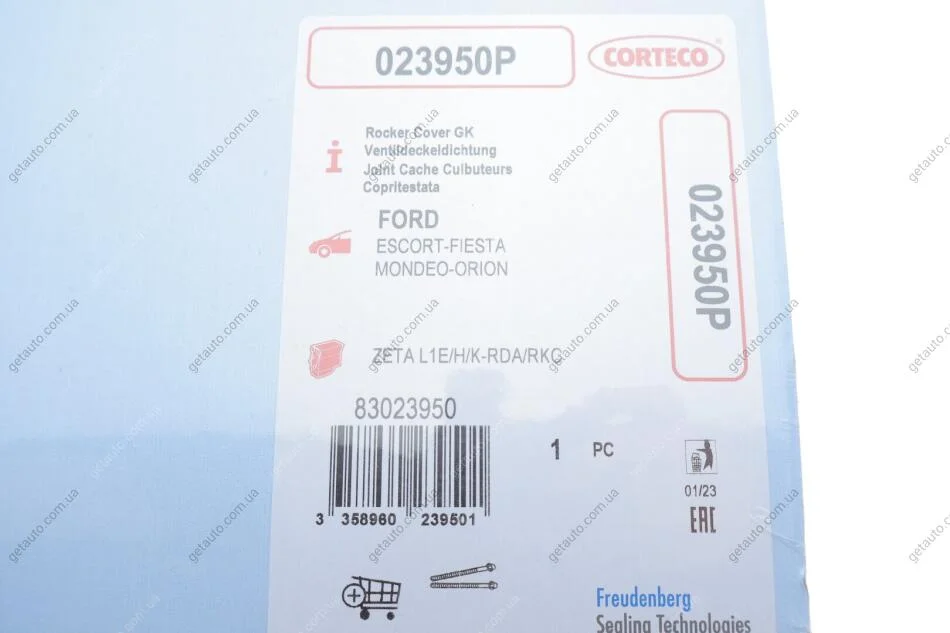 023950P
CORTECO
Rocker Cover GK
Ventildeckeldichtung
Joint Cache Culbuteurs
Copritestata
FORD
ESCORT-FIESTA
MONDEO-ORION
023950P
ZETA L1E/H/K-RDA/RKC
83023950
1 PC
3 358960 239501
01/23
EAC
Freudenberg
Sealing Technologies
getauto.com.ua